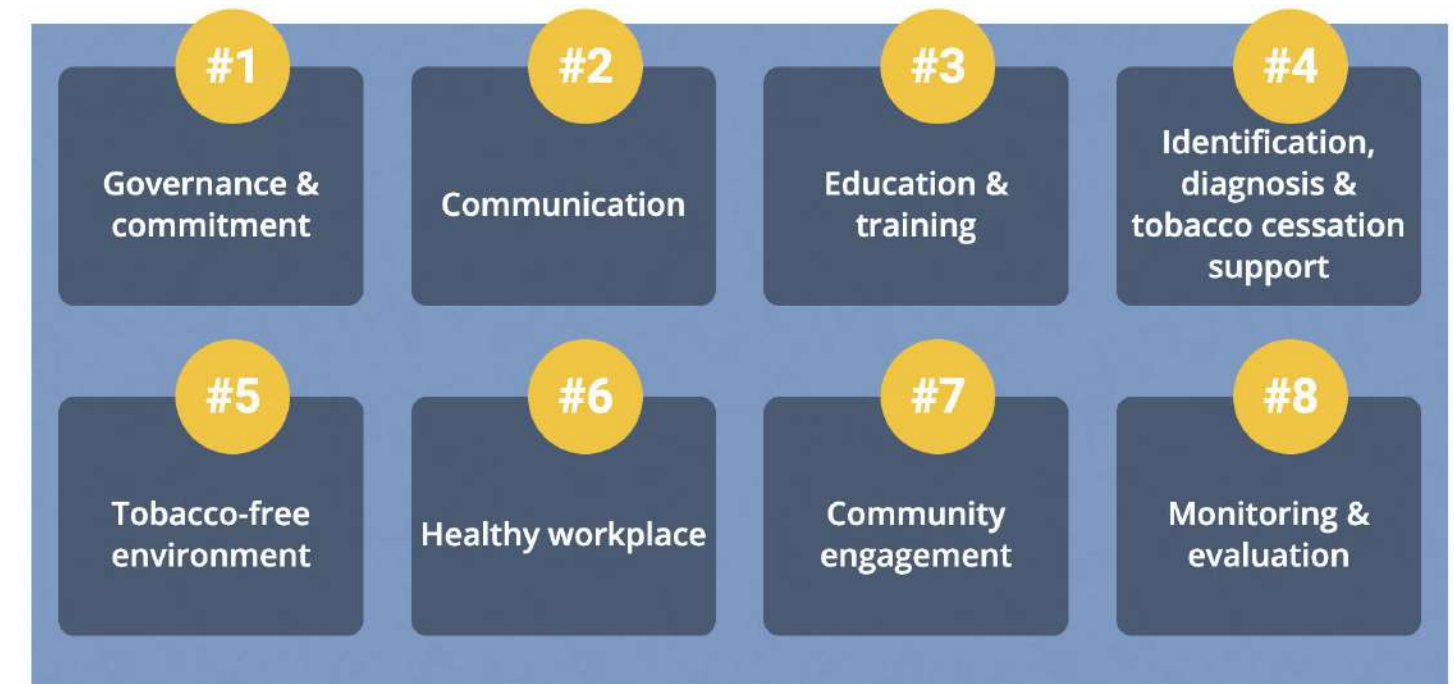 #1
Governance &
commitment
#2
Communication
#3
Education &
training
#4
Identification,
diagnosis &
tobacco cessation
support
#5
Tobacco-free
environment
#6
Healthy workplace
#7
Community
engagement
#8
Monitoring &
evaluation